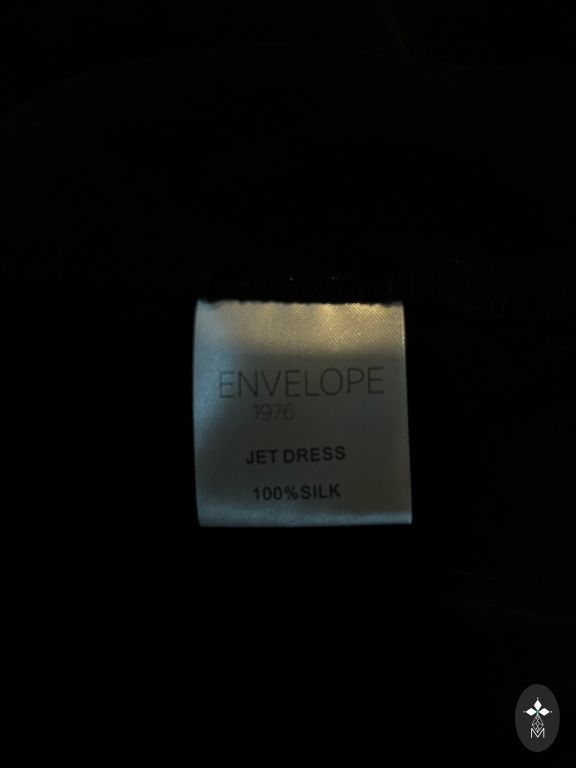 ENVELOPE
1976
JET DRESS
100%SILK